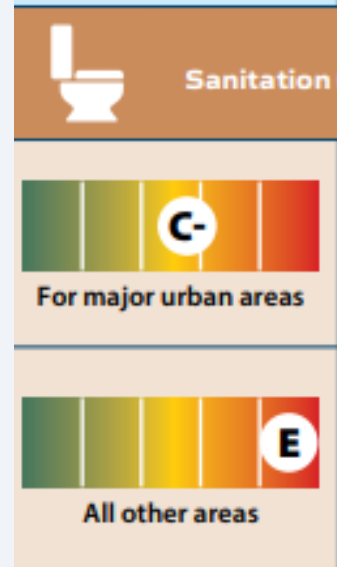 Sanitation
C-
For major urban areas
E
All other areas